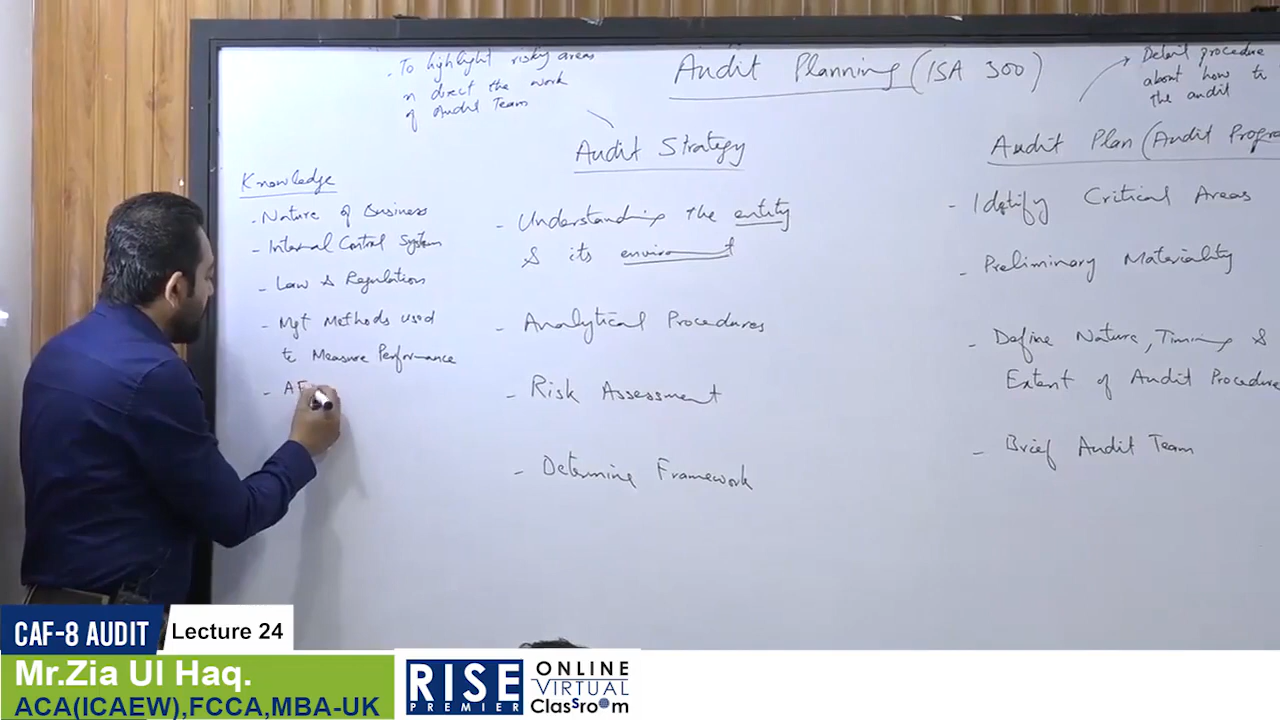 - To highlight risky areas
n direct the work
of Audit Team
Audit Planning (ISA 300)
Detail procedure
about how to
the audit
Audit Strategy
Audit Plan (Audit Progra
Knowledge
- Nature of Business
- Internal Control System
- Law & Regulation
- Mgt Methods used
to Measure Performance
- AF
- Understanding the entity
& its environment
- Analytical Procedures
- Risk Assessment
- Determine Framework
- Identify Critical Areas
- Preliminary Materiality
- Define Nature, Timing &
Extent of Audit Procedure
- Brief Audit Team
CAF-8 AUDIT
Lecture 24
Mr.Zia Ul Haq.
ACA(ICAEW),FCCA,MBA-UK
RISE
PREMIER
ONLINE
VIRTUAL
Classroom